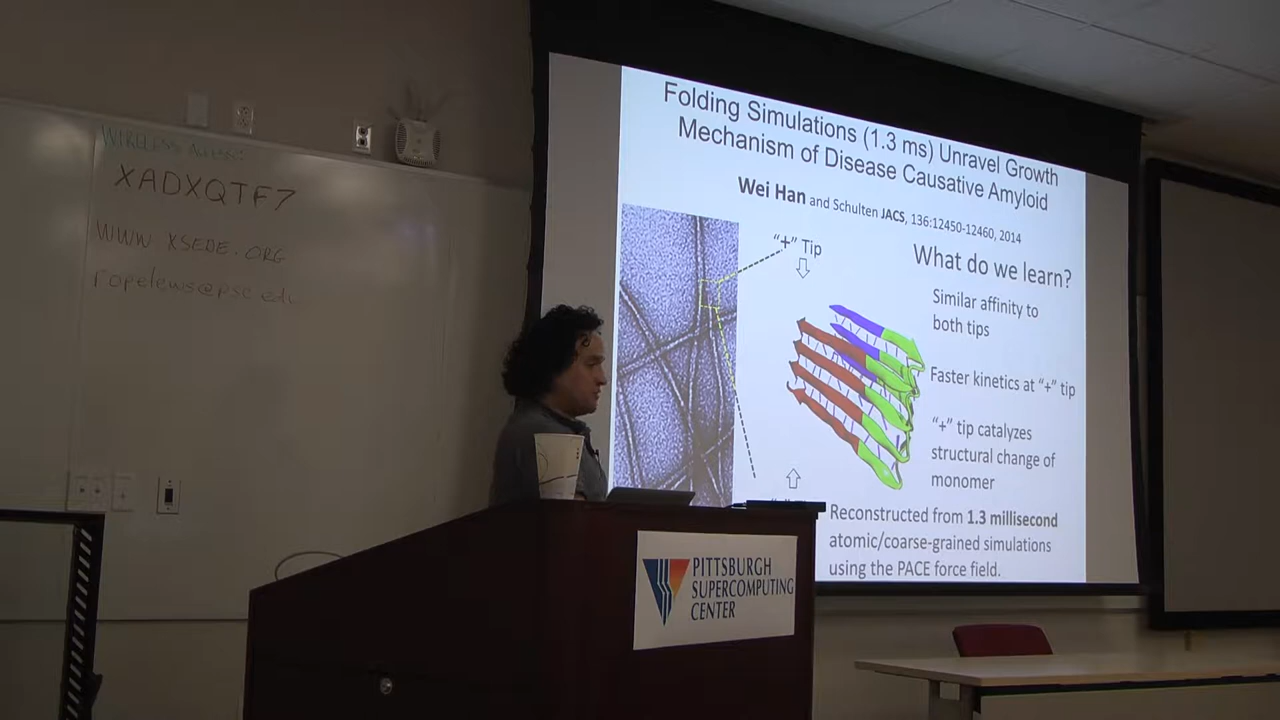 WIRELESS ACCESS:
XADXQTF7
WWW XSEDE.ORG
ropelews@psc.edu
Folding Simulations (1.3 ms) Unravel Growth
Mechanism of Disease Causative Amyloid
Wei Han and Schulten JACS, 136:12450-12460, 2014
"+" Tip
What do we learn?
Similar affinity to
both tips
Faster kinetics at "+" tip
"+" tip catalyzes
structural change of
monomer
Reconstructed from 1.3 millisecond
atomic/coarse-grained simulations
using the PACE force field.
PITTSBURGH
SUPERCOMPUTING
CENTER